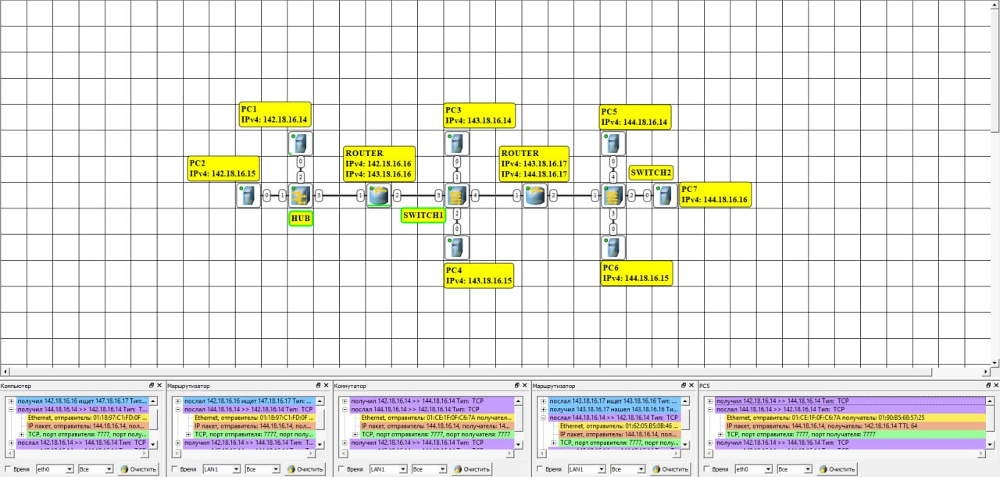 PC1
IPv4: 142.18.16.14
PC3
IPv4: 143.18.16.14
PC5
IPv4: 144.18.16.14
PC2
IPv4: 142.18.16.15
ROUTER
IPv4: 142.18.16.16
IPv4: 143.18.16.16
ROUTER
IPv4: 143.18.16.17
IPv4: 144.18.16.17
SWITCH2
PC7
IPv4: 144.18.16.16
0
2
0
1
0
4
0 1 3 1 2 3 4 1 2 1 2 0
HUB
SWITCH1
2
0
3
0
PC4
IPv4: 143.18.16.15
PC6
IPv4: 144.18.16.15
Компьютер
получил 142.18.16.16 ищет 147.18.16.17 Тип:...
получил 144.18.16.14 >> 142.18.16.14 Тип: T...
Ethernet, отправитель: 01:18:97:C1:FD:0F ...
IP пакет, отправитель: 144.18.16.14, пол...
TCP, порт отправителя: 7777, порт полу...
послал 142.18.16.14 >> 144.18.16.14 Тип: TCP
Время eth0 Все Очистить
Маршрутизатор
послал 142.18.16.16 ищет 147.18.16.17 Тип: ...
послал 144.18.16.14 >> 142.18.16.14 Тип: TCP
Ethernet, отправитель: 01:18:97:C1:FD:0F ...
IP пакет, отправитель: 144.18.16.14, пол...
TCP, порт отправителя: 7777, порт полу...
Время LAN1 Все Очистить
Коммутатор
получил 142.18.16.14 >> 144.18.16.14 Тип: TCP
послал 144.18.16.14 >> 142.18.16.14 Тип: TCP
Ethernet, отправитель: 01:CE:1F:0F:C6:7A получател...
IP пакет, отправитель: 144.18.16.14, получатель: 14...
TCP, порт отправителя: 7777, порт получателя: 7777
получил 142.18.16.14 >> 144.18.16.14 Тип: TCP
Время LAN1 Все Очистить
Маршрутизатор
послал 143.18.16.17 ищет 143.18.16.16 Тип: ...
получил 143.18.16.17 нашел 143.18.16.16 Ти...
послал 144.18.16.14 >> 142.18.16.14 Тип: TCP
Ethernet, отправитель: 01:62:05:B5:0B:46 ...
IP пакет, отправитель: 144.18.16.14, пол...
TCP, порт отправителя: 7777, порт пол...
Время LAN1 Все Очистить
PC5
получил 142.18.16.14 >> 144.18.16.14 Тип: TCP
послал 144.18.16.14 >> 142.18.16.14 Тип: TCP
Ethernet, отправитель: 01:CE:1F:0F:C6:7A получатель: 01:90:B5:68:57:25
IP пакет, отправитель: 144.18.16.14, получатель: 142.18.16.14 TTL 64
TCP, порт отправителя: 7777, порт получателя: 7777
получил 142.18.16.14 >> 144.18.16.14 Тип: TCP
Время eth0 Все Очистить